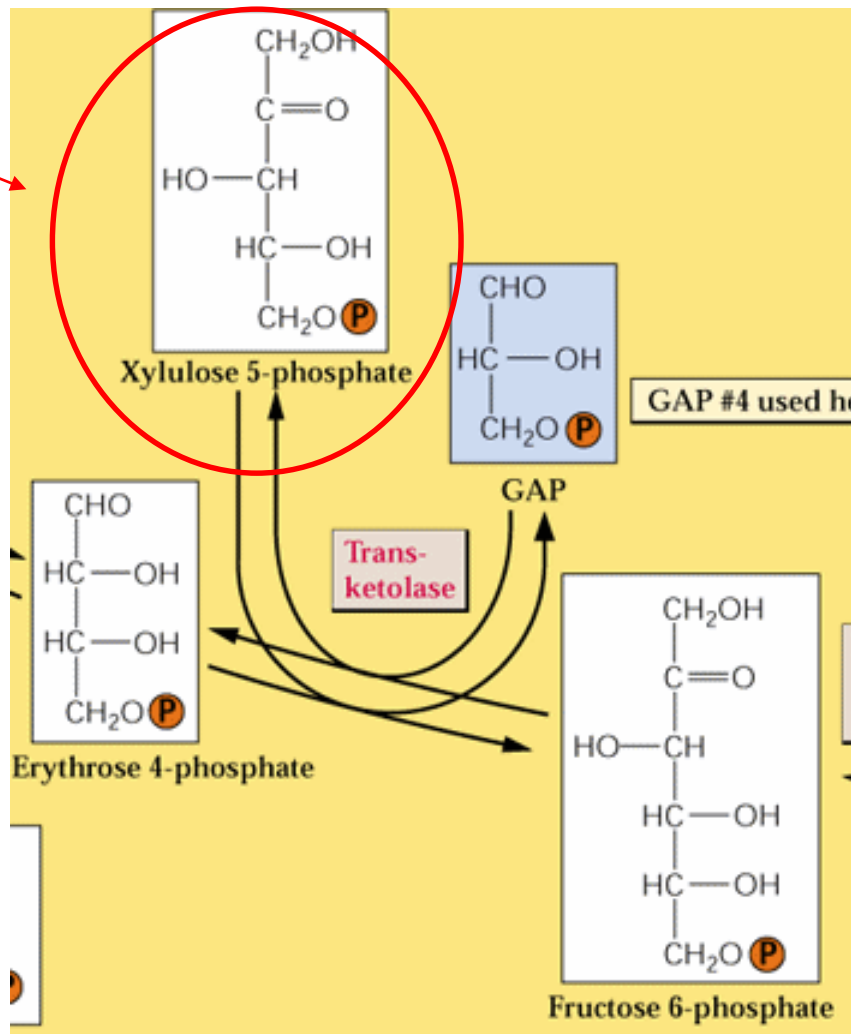 CH₂OH
C=O
HO—CH
HC—OH
CH₂O P
Xylulose 5-phosphate
CHO
HC—OH
CH₂O P
GAP
GAP #4 used
CHO
HC—OH
HC—OH
CH₂O P
Erythrose 4-phosphate
Trans-
ketolase
CH₂OH
C=O
HO—CH
HC—OH
HC—OH
CH₂O P
Fructose 6-phosphate